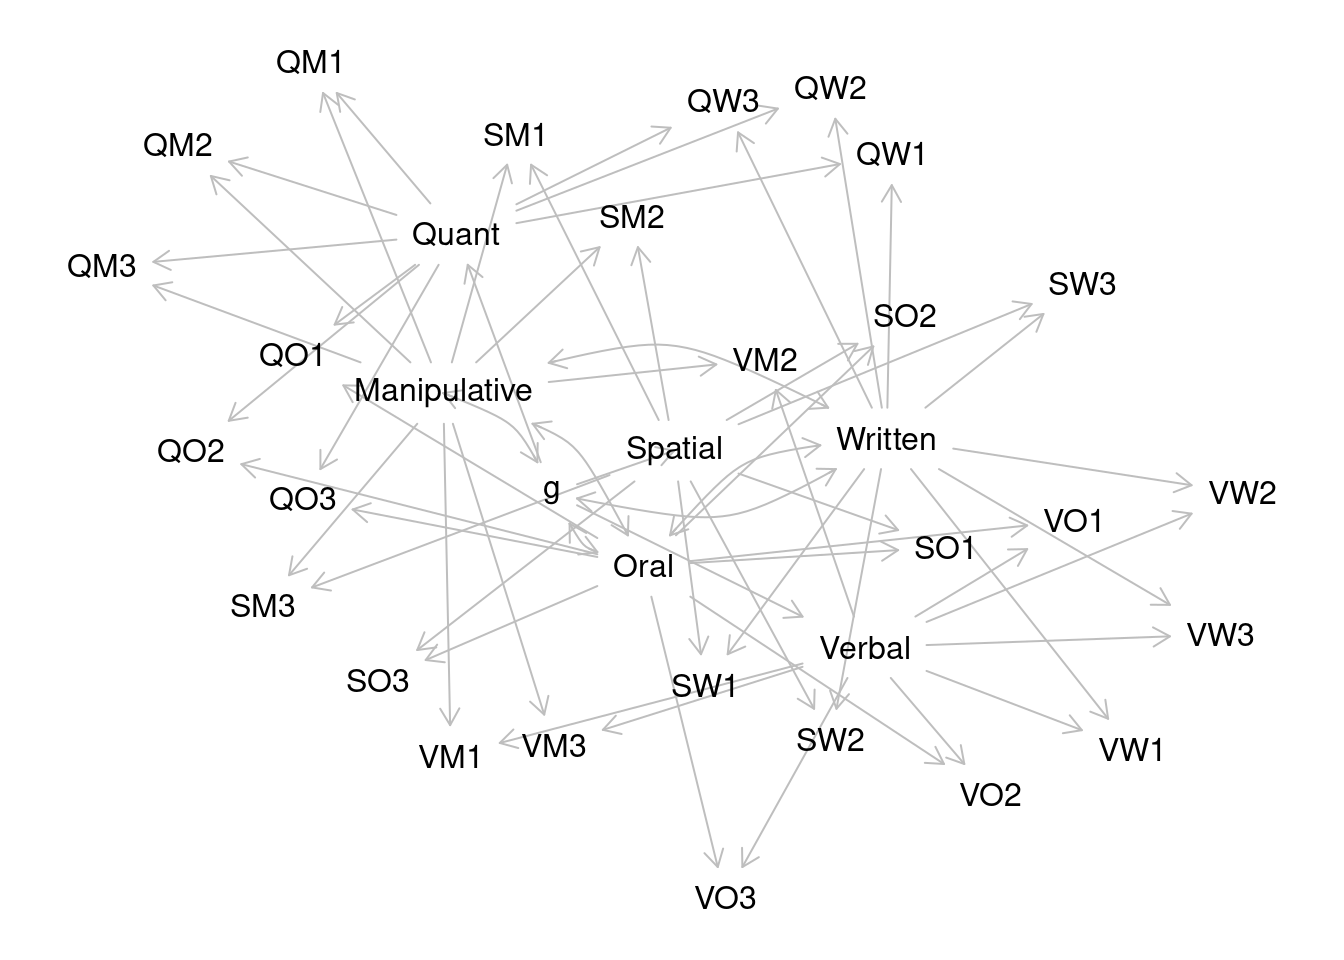 QM1
QW2
QW3
SM1
QM2
QW1
SM2
Quant
QM3
SW3
SO2
QO1
VM2
Manipulative
Written
Spatial
QO2
g
VW2
QO3
VO1
SO1
Oral
SM3
VW3
Verbal
SO3
SW1
SW2
VM3
VW1
VM1
VO2
VO3